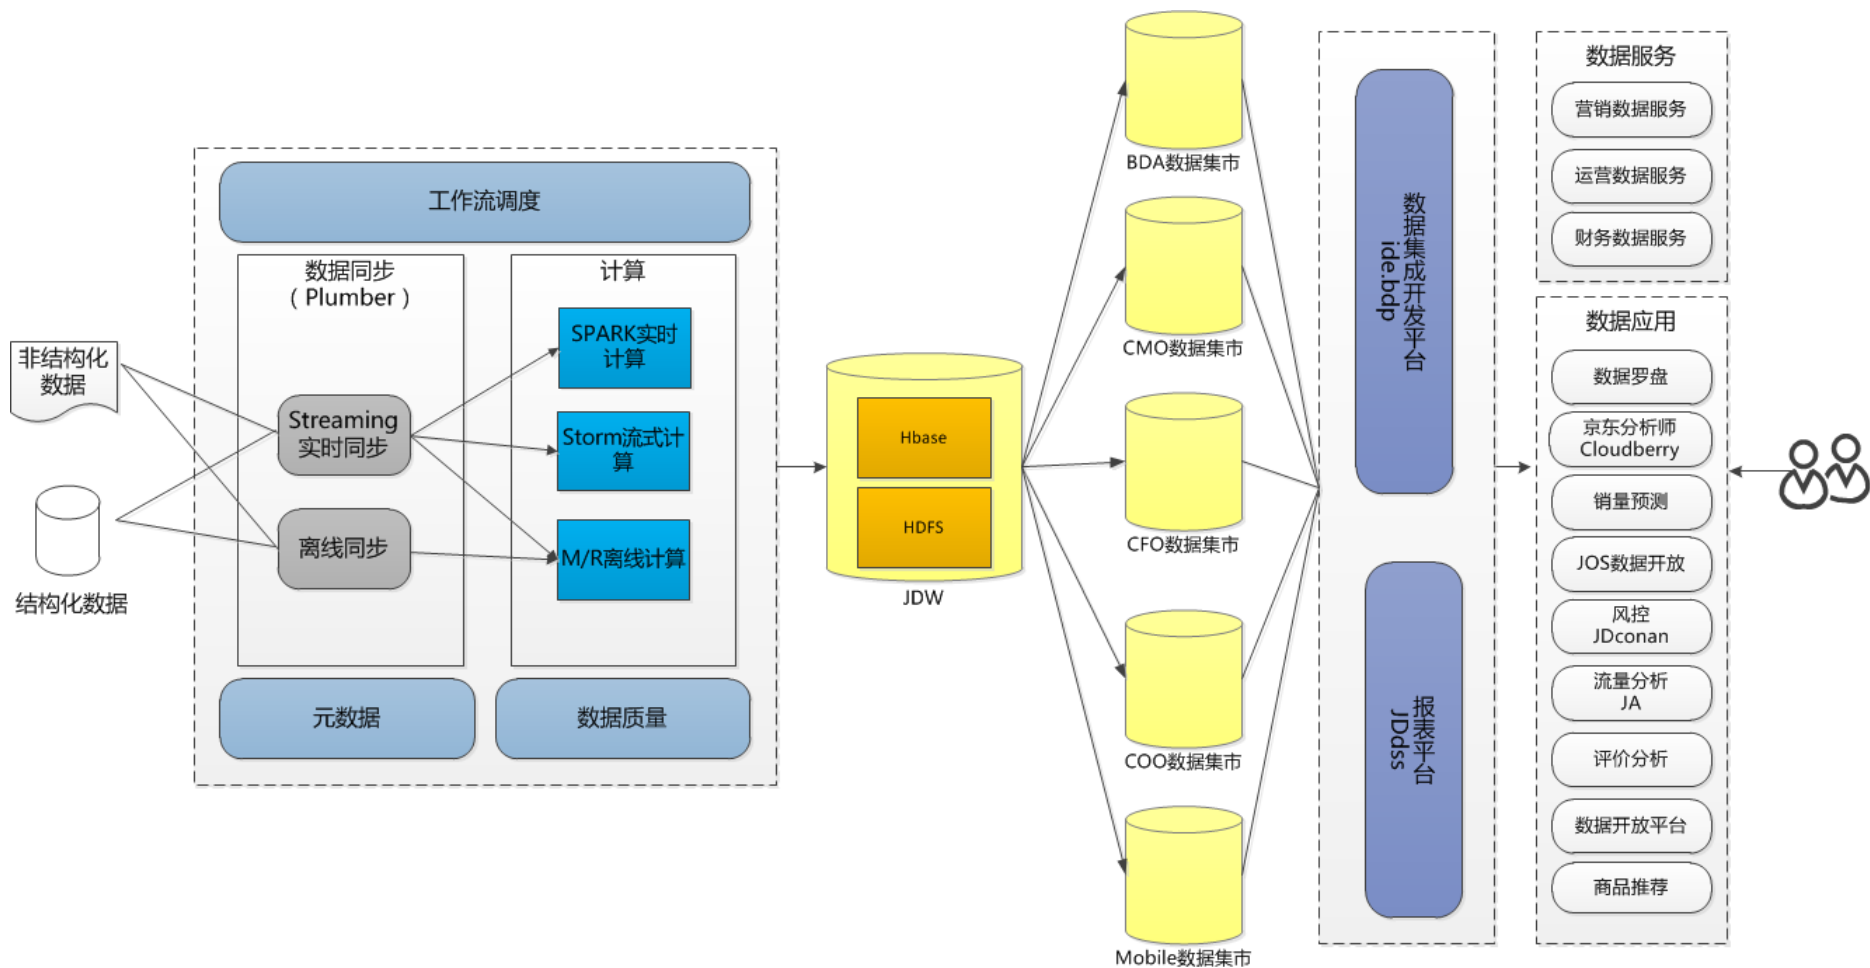 非结构化
数据
结构化数据
工作流调度
数据同步
（Plumber）
Streaming
实时同步
离线同步
计算
SPARK实时
计算
Storm流式计
算
M/R离线计算
元数据
数据质量
Hbase
HDFS
JDW
BDA数据集市
CMO数据集市
CFO数据集市
COO数据集市
Mobile数据集市
数据集成开发平台
ide.bdp
报表平台
JDdss
数据服务
营销数据服务
运营数据服务
财务数据服务
数据应用
数据罗盘
京东分析师
Cloudberry
销量预测
JOS数据开放
风控
JDconan
流量分析
JA
评价分析
数据开放平台
商品推荐